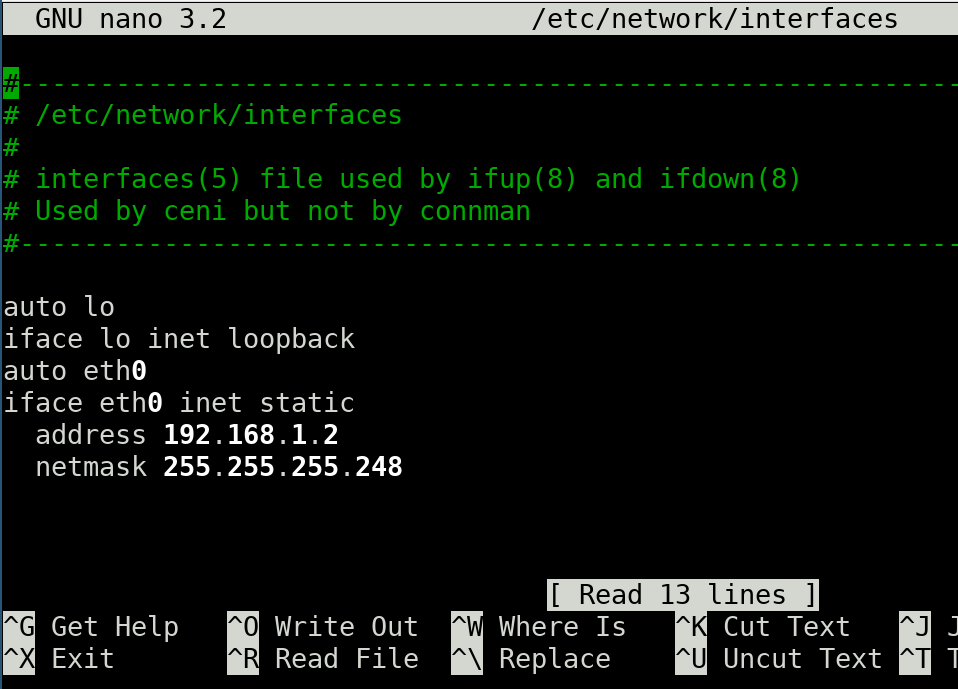 GNU nano 3.2 /etc/network/interfaces
#----------------------------------------------------------
# /etc/network/interfaces
#
# interfaces(5) file used by ifup(8) and ifdown(8)
# Used by ceni but not by connman
#----------------------------------------------------------
auto lo
iface lo inet loopback
auto eth0
iface eth0 inet static
address 192.168.1.2
netmask 255.255.255.248
[ Read 13 lines ]
^G Get Help ^O Write Out ^W Where Is ^K Cut Text ^J J
^X Exit ^R Read File ^\ Replace ^U Uncut Text ^T T